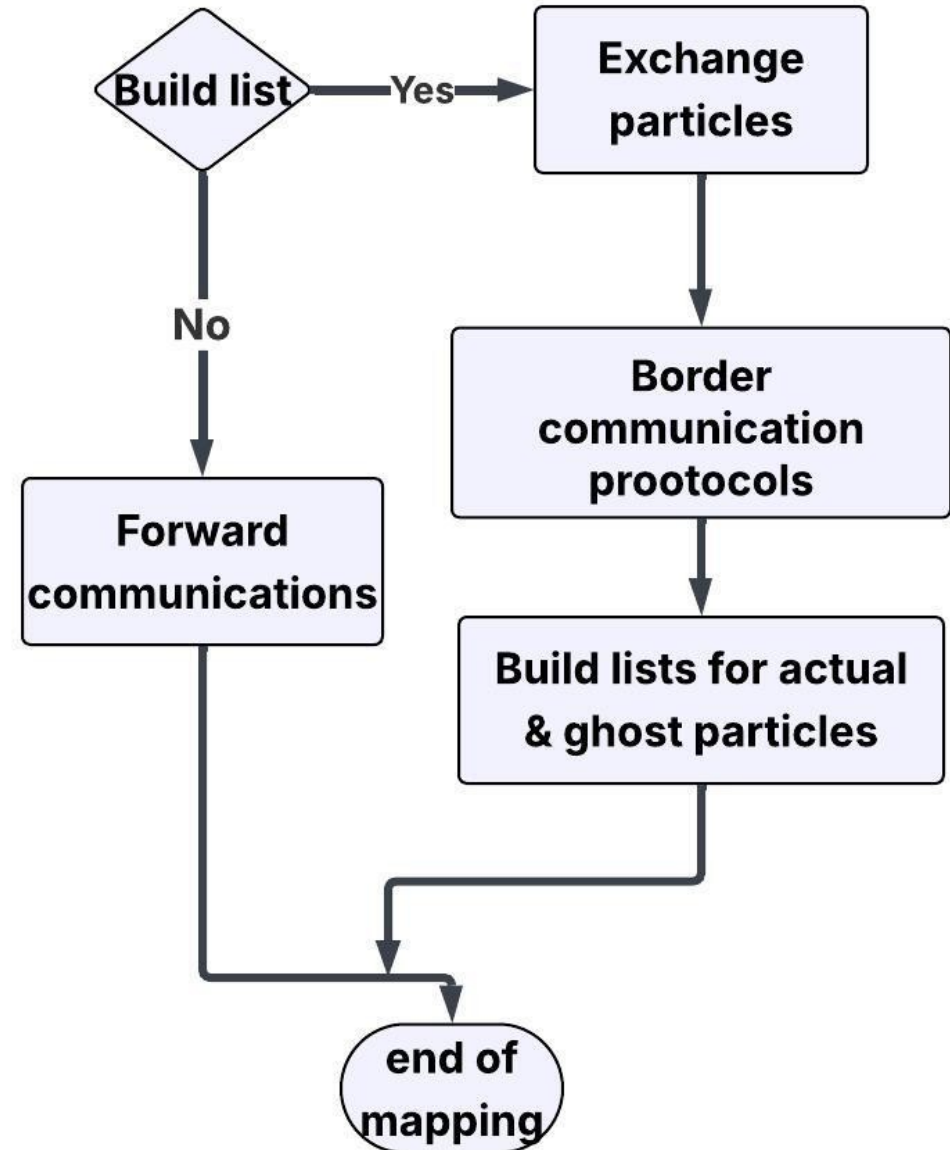 Build list
Yes
Exchange
particles
No
Border
communication
prootocols
Forward
communications
Build lists for actual
& ghost particles
end of
mapping